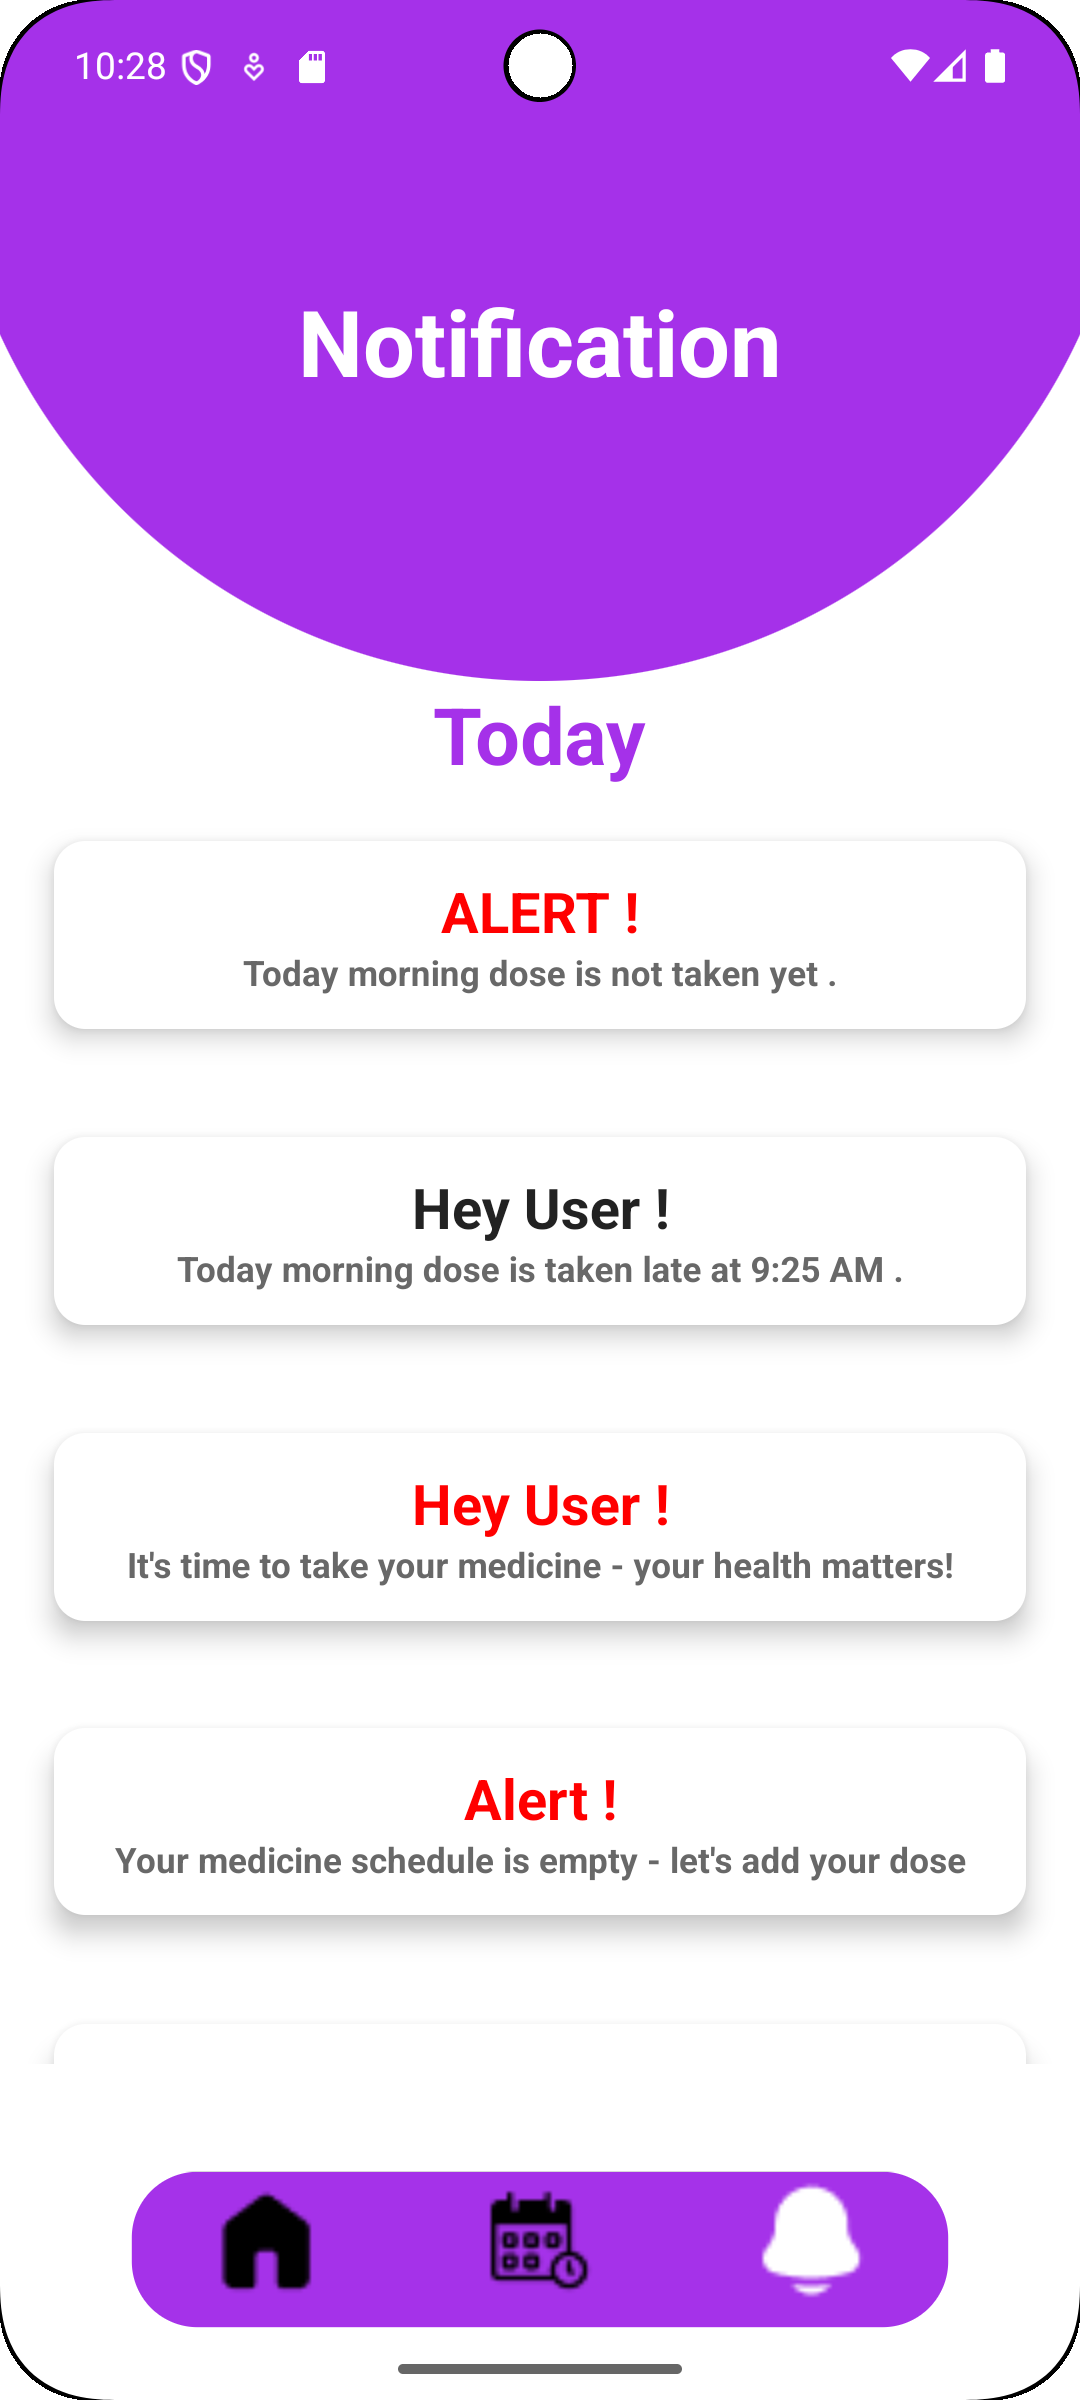 10:28
Notification
Today
ALERT !
Today morning dose is not taken yet .
Hey User !
Today morning dose is taken late at 9:25 AM .
Hey User !
It's time to take your medicine - your health matters!
Alert !
Your medicine schedule is empty - let's add your dose